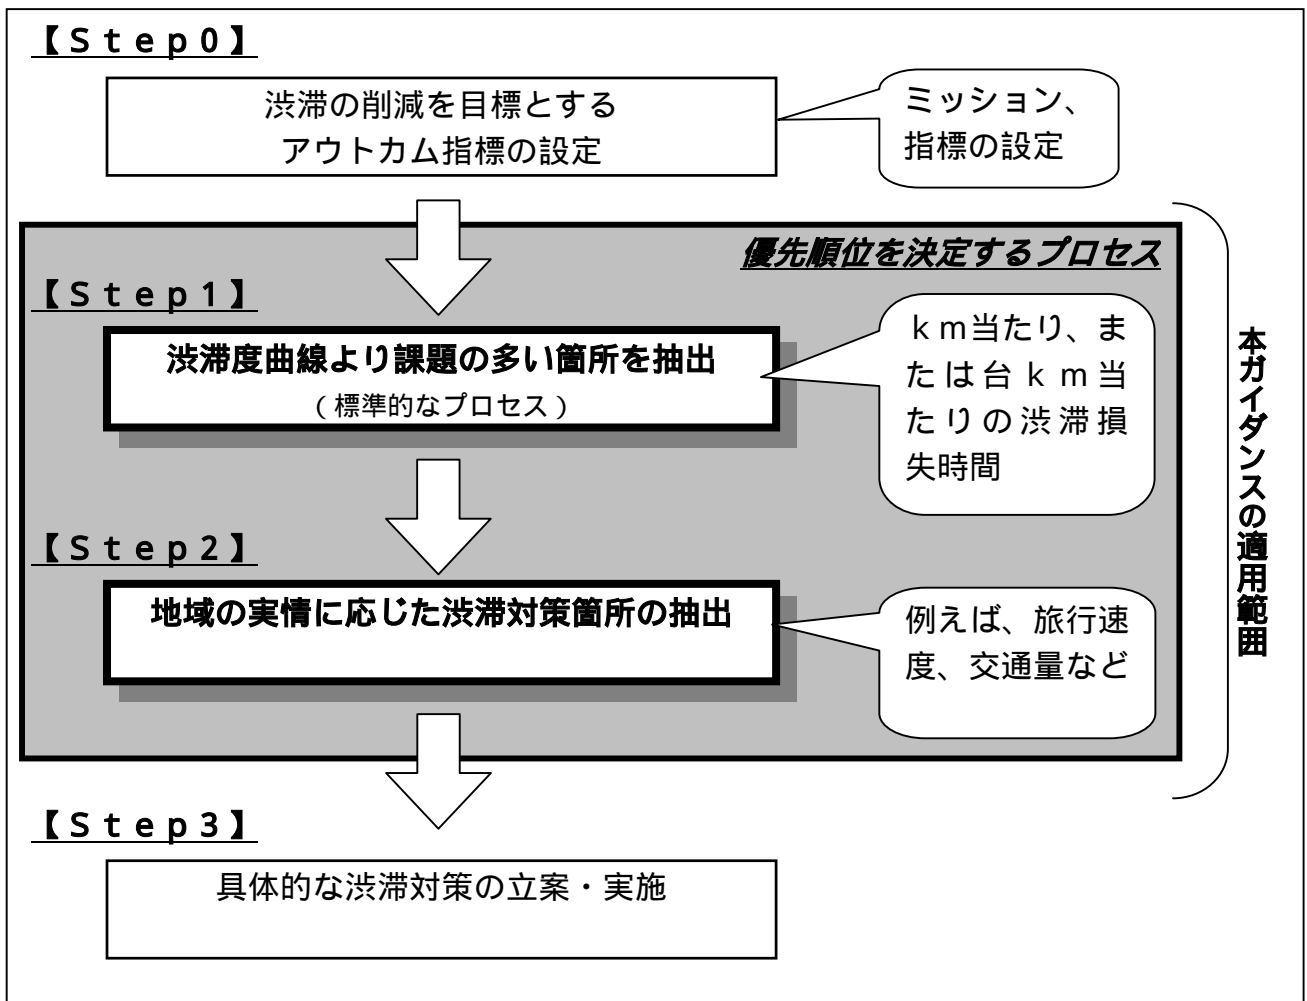 【Ｓｔｅｐ０】
渋滞の削減を目標とする
アウトカム指標の設定
ミッション、
指標の設定
優先順位を決定するプロセス
【Ｓｔｅｐ１】
渋滞度曲線より課題の多い箇所を抽出
（標準的なプロセス）
ｋｍ当たり、ま
たは台ｋｍ当
たりの渋滞損
失時間
【Ｓｔｅｐ２】
地域の実情に応じた渋滞対策箇所の抽出
例えば、旅行速
度、交通量など
本ガイダンスの適用範囲
【Ｓｔｅｐ３】
具体的な渋滞対策の立案・実施